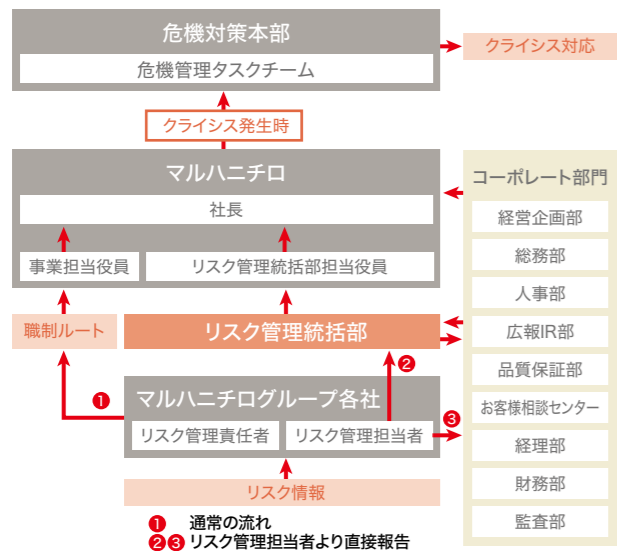 危機対策本部
危機管理タスクチーム
クライシス対応
クライシス発生時
マルハニチロ
社長
事業担当役員
リスク管理統括部担当役員
職制ルート
リスク管理統括部
❶
❷
マルハニチログループ各社
リスク管理責任者
リスク管理担当者
❸
リスク情報
コーポレート部門
経営企画部
総務部
人事部
広報IR部
品質保証部
お客様相談センター
経理部
財務部
監査部
❶ 通常の流れ
❷❸ リスク管理担当者より直接報告